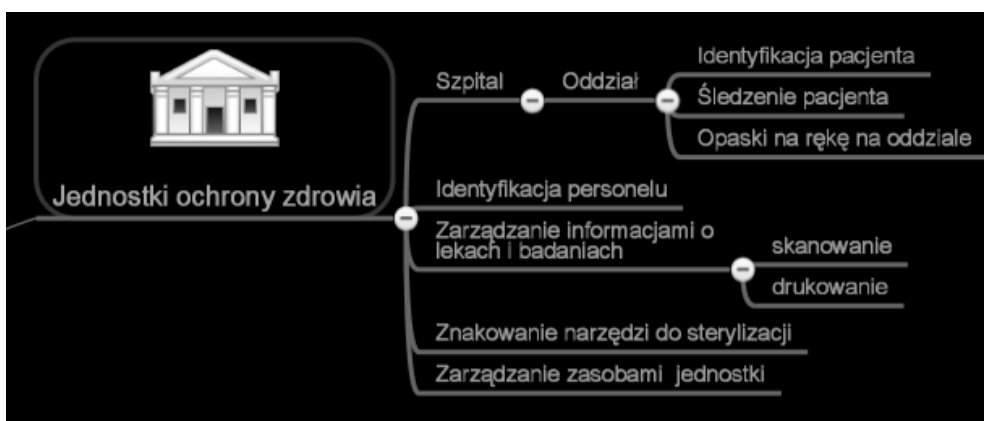 Jednostki ochrony zdrowia
Szpital
Oddział
Identyfikacja pacjenta
Śledzenie pacjenta
Opaski na rękę na oddziale
Identyfikacja personelu
Zarządzanie informacjami o
lekach i badaniach
skanowanie
drukowanie
Znakowanie narzędzi do sterylizacji
Zarządzanie zasobami jednostki